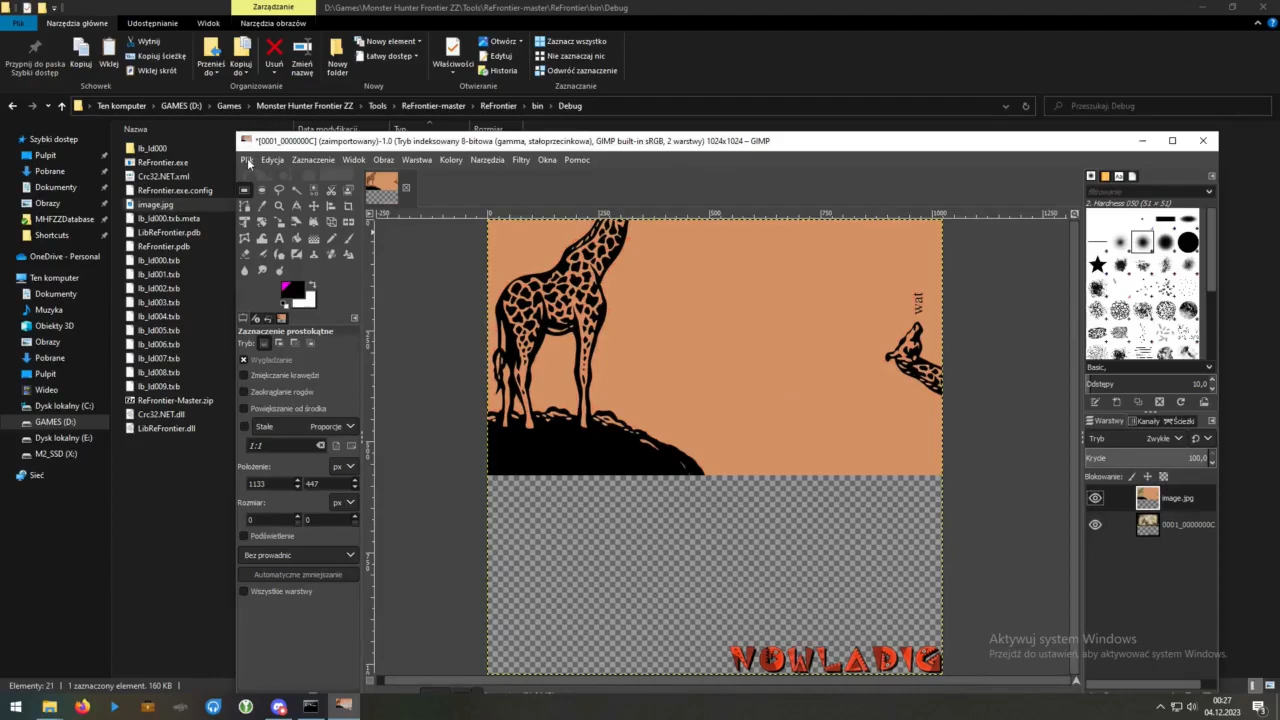 Zarządzanie
D:\Games\Monster Hunter Frontier ZZ\Tools\ReFrontier-master\ReFrontier\bin\Debug
Plik
Narzędzia główne
Udostępnianie
Widok
Narzędzia obrazów
Przypnij do paska
Szybki dostęp
Kopiuj
Wklej
Wytnij
Kopiuj ścieżkę
Wklej skrót
Przenieś
do
Kopiuj
do
Usuń
Zmień
nazwę
Nowy
folder
Nowy element
Łatwy dostęp
Właściwości
Otwórz
Edytuj
Historia
Zaznacz wszystko
Nie zaznaczaj nic
Odwróć zaznaczenie
Schowek
Organizowanie
Nowy
Otwieranie
Zaznaczanie
Ten komputer
GAMES (D:)
Games
Monster Hunter Frontier ZZ
Tools
ReFrontier-master
ReFrontier
bin
Debug
Przeszukaj: Debug
Nazwa
Data modyfikacji
Typ
Rozmiar
Szybki dostęp
Pulpit
Pobrane
Dokumenty
Obrazy
MHFZZDatabase
Shortcuts
OneDrive - Personal
Ten komputer
Dokumenty
Muzyka
Obiekty 3D
Obrazy
Pobrane
Pulpit
Wideo
Dysk lokalny (C:)
GAMES (D:)
Dysk lokalny (E:)
M2_SSD (X:)
Sieć
lb_ld000
ReFrontier.exe
Crc32.NET.xml
ReFrontier.exe.config
image.jpg
lb_ld000.txb.meta
LibReFrontier.pdb
ReFrontier.pdb
lb_ld000.txb
lb_ld001.txb
lb_ld002.txb
lb_ld003.txb
lb_ld004.txb
lb_ld005.txb
lb_ld006.txb
lb_ld007.txb
lb_ld008.txb
lb_ld009.txb
ReFrontier-Master.zip
Crc32.NET.dll
LibReFrontier.dll
*[0001_0000000C] (zaimportowany)-1.0 (Tryb indeksowany 8-bitowa (gamma, stałoprzecinkowa), GIMP built-in sRGB, 2 warstwy) 1024x1024 – GIMP
Plik Edycja Zaznaczenie Widok Obraz Warstwa Kolory Narzędzia Filtry Okna Pomoc
-250 0 250 500 750 1000 1250
Zaznaczenie prostokątne
Tryb:
Wygładzanie
Zmiękczanie krawędzi
Zaokrąglanie rogów
Powiększanie od środka
Stałe Proporcje
1:1
Położenie: px
1133 447
Rozmiar: px
0 0
Podświetlenie
Bez prowadnic
Automatyczne zmniejszanie
Wszystkie warstwy
wat
NOWLADIG
filtrowanie
2. Hardness 050 (51 × 51)
Basic,
Odstępy 10,0
Warstwy Kanały Ścieżki
Tryb Zwykłe
Krycie 100,0
Blokowanie:
image.jpg
0001_0000000C
Aktywuj system Windows
Przejdź do ustawień, aby aktywować system Windows.
Elementy: 21
1 zaznaczony element. 160 KB
00:27
04.12.2023
3